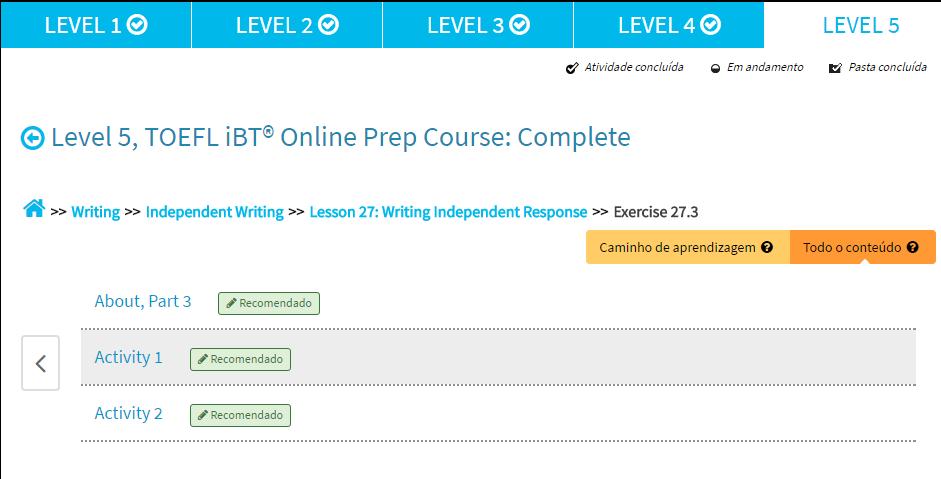 LEVEL 1 LEVEL 2 LEVEL 3 LEVEL 4 LEVEL 5
Atividade concluída Em andamento Pasta concluída
Level 5, TOEFL iBT® Online Prep Course: Complete
>> Writing >> Independent Writing >> Lesson 27: Writing Independent Response >> Exercise 27.3
Caminho de aprendizagem ? Todo o conteúdo ?
About, Part 3 Recomendado
Activity 1 Recomendado
Activity 2 Recomendado